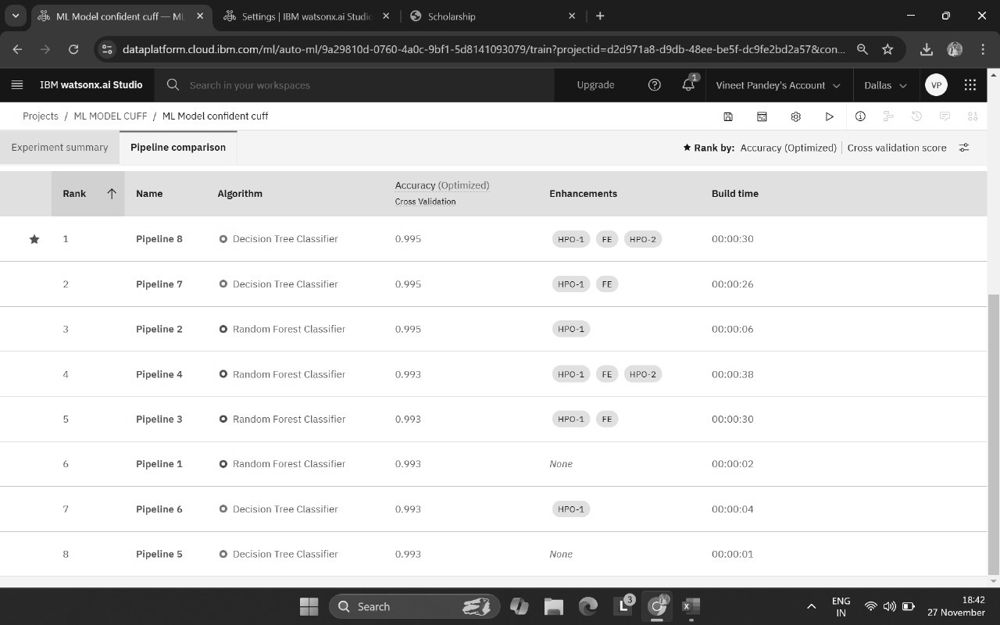 ML Model confident cuff — ML
Settings | IBM watsonx.ai Studio
Scholarship
dataplatform.cloud.ibm.com/ml/auto-ml/9a29810d-0760-4a0c-9bf1-5d8141093079/train?projectid=d2d971a8-d9db-48ee-be5f-dc9fe2bd2a57&con...
IBM watsonx.ai Studio
Search in your workspaces
Upgrade
1
Vineet Pandey's Account
Dallas
VP
Projects / ML MODEL CUFF / ML Model confident cuff
Experiment summary
Pipeline comparison
Rank by: Accuracy (Optimized) | Cross validation score
Rank Name Algorithm Accuracy (Optimized) Cross Validation Enhancements Build time
1 Pipeline 8 Decision Tree Classifier 0.995 HPO-1 FE HPO-2 00:00:30
2 Pipeline 7 Decision Tree Classifier 0.995 HPO-1 FE 00:00:26
3 Pipeline 2 Random Forest Classifier 0.995 HPO-1 00:00:06
4 Pipeline 4 Random Forest Classifier 0.993 HPO-1 FE HPO-2 00:00:38
5 Pipeline 3 Random Forest Classifier 0.993 HPO-1 FE 00:00:30
6 Pipeline 1 Random Forest Classifier 0.993 None 00:00:02
7 Pipeline 6 Decision Tree Classifier 0.993 HPO-1 00:00:04
8 Pipeline 5 Decision Tree Classifier 0.993 None 00:00:01
Search
L 3
ENG
IN
18:42
27 November